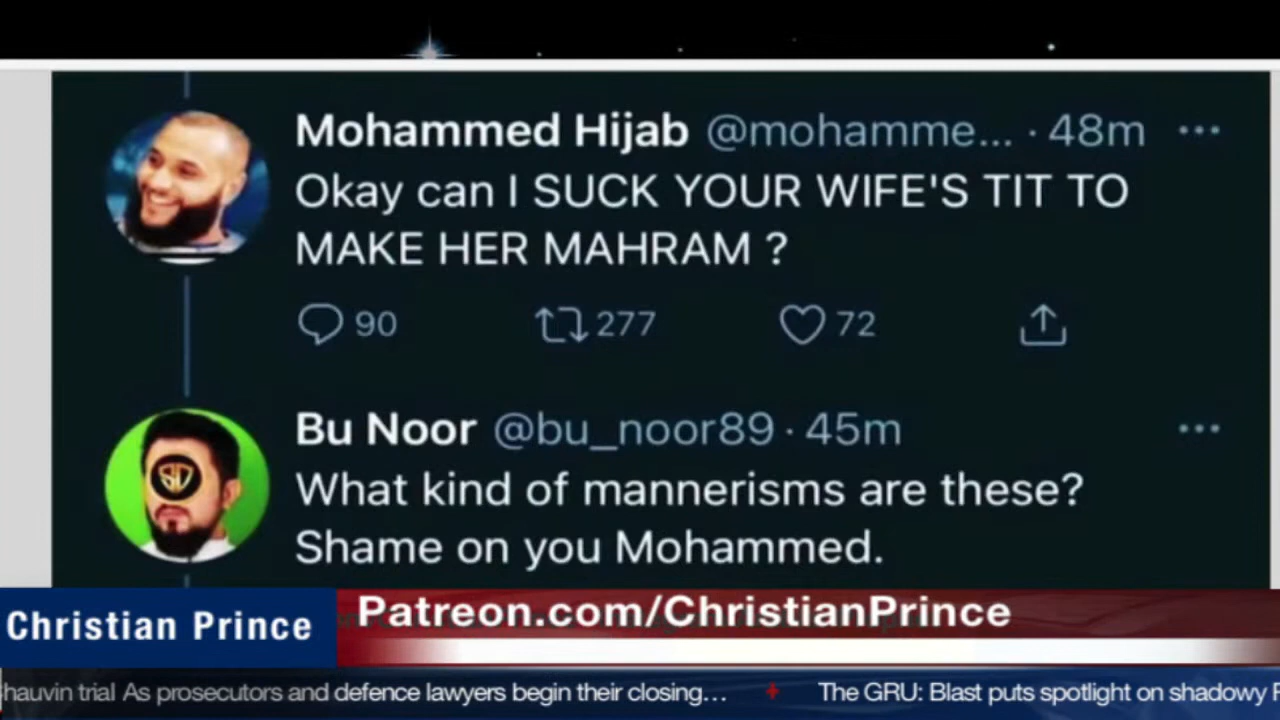 Mohammed Hijab @mohamme... · 48m ...
Okay can I SUCK YOUR WIFE'S TIT TO
MAKE HER MAHRAM ?
90 277 72
Bu Noor @bu_noor89 · 45m ...
What kind of mannerisms are these?
Shame on you Mohammed.
Christian Prince
Patreon.com/ChristianPrince
hauvin trial As prosecutors and defence lawyers begin their closing... The GRU: Blast puts spotlight on shadowy